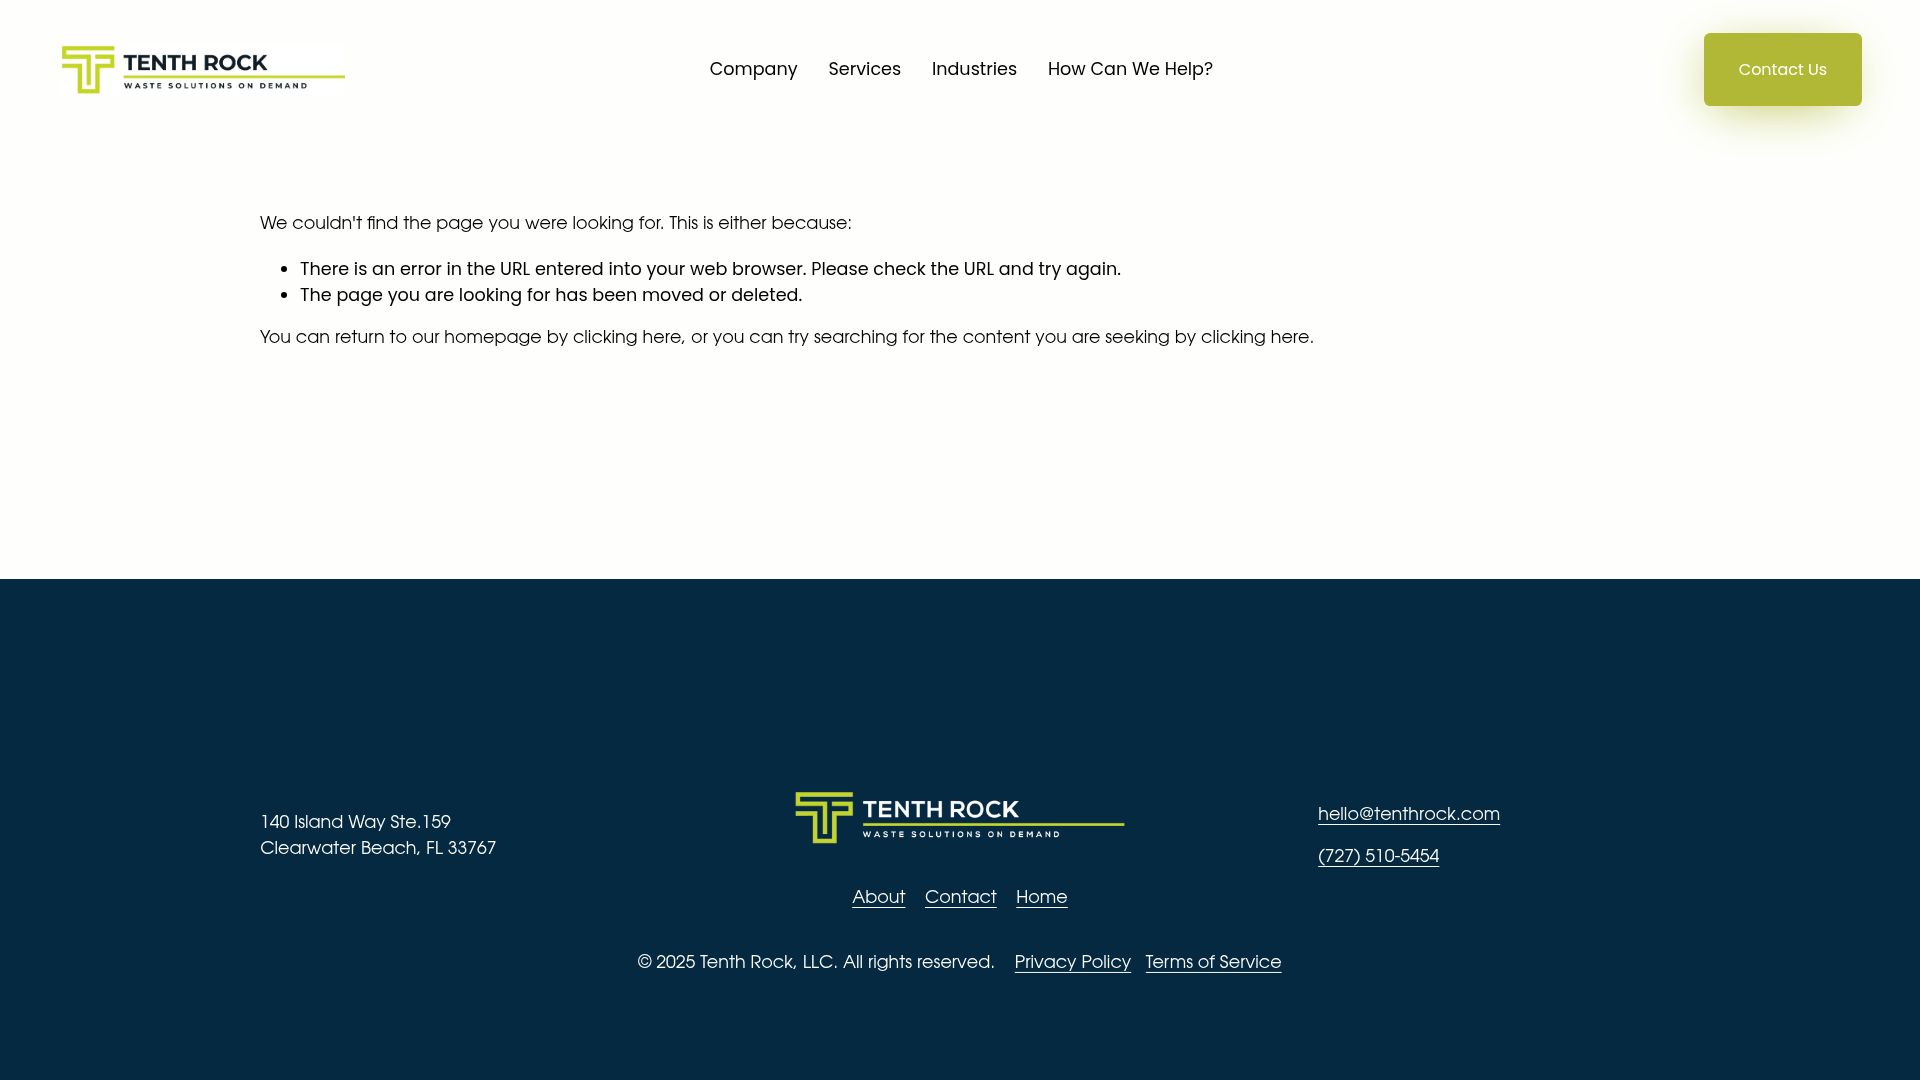 TENTH ROCK
WASTE SOLUTIONS ON DEMAND
Company Services Industries How Can We Help?
Contact Us
We couldn't find the page you were looking for. This is either because:
• There is an error in the URL entered into your web browser. Please check the URL and try again.
• The page you are looking for has been moved or deleted.
You can return to our homepage by clicking here, or you can try searching for the content you are seeking by clicking here.
140 Island Way Ste.159
Clearwater Beach, FL 33767
TENTH ROCK
WASTE SOLUTIONS ON DEMAND
About Contact Home
hello@tenthrock.com
(727) 510-5454
© 2025 Tenth Rock, LLC. All rights reserved. Privacy Policy Terms of Service